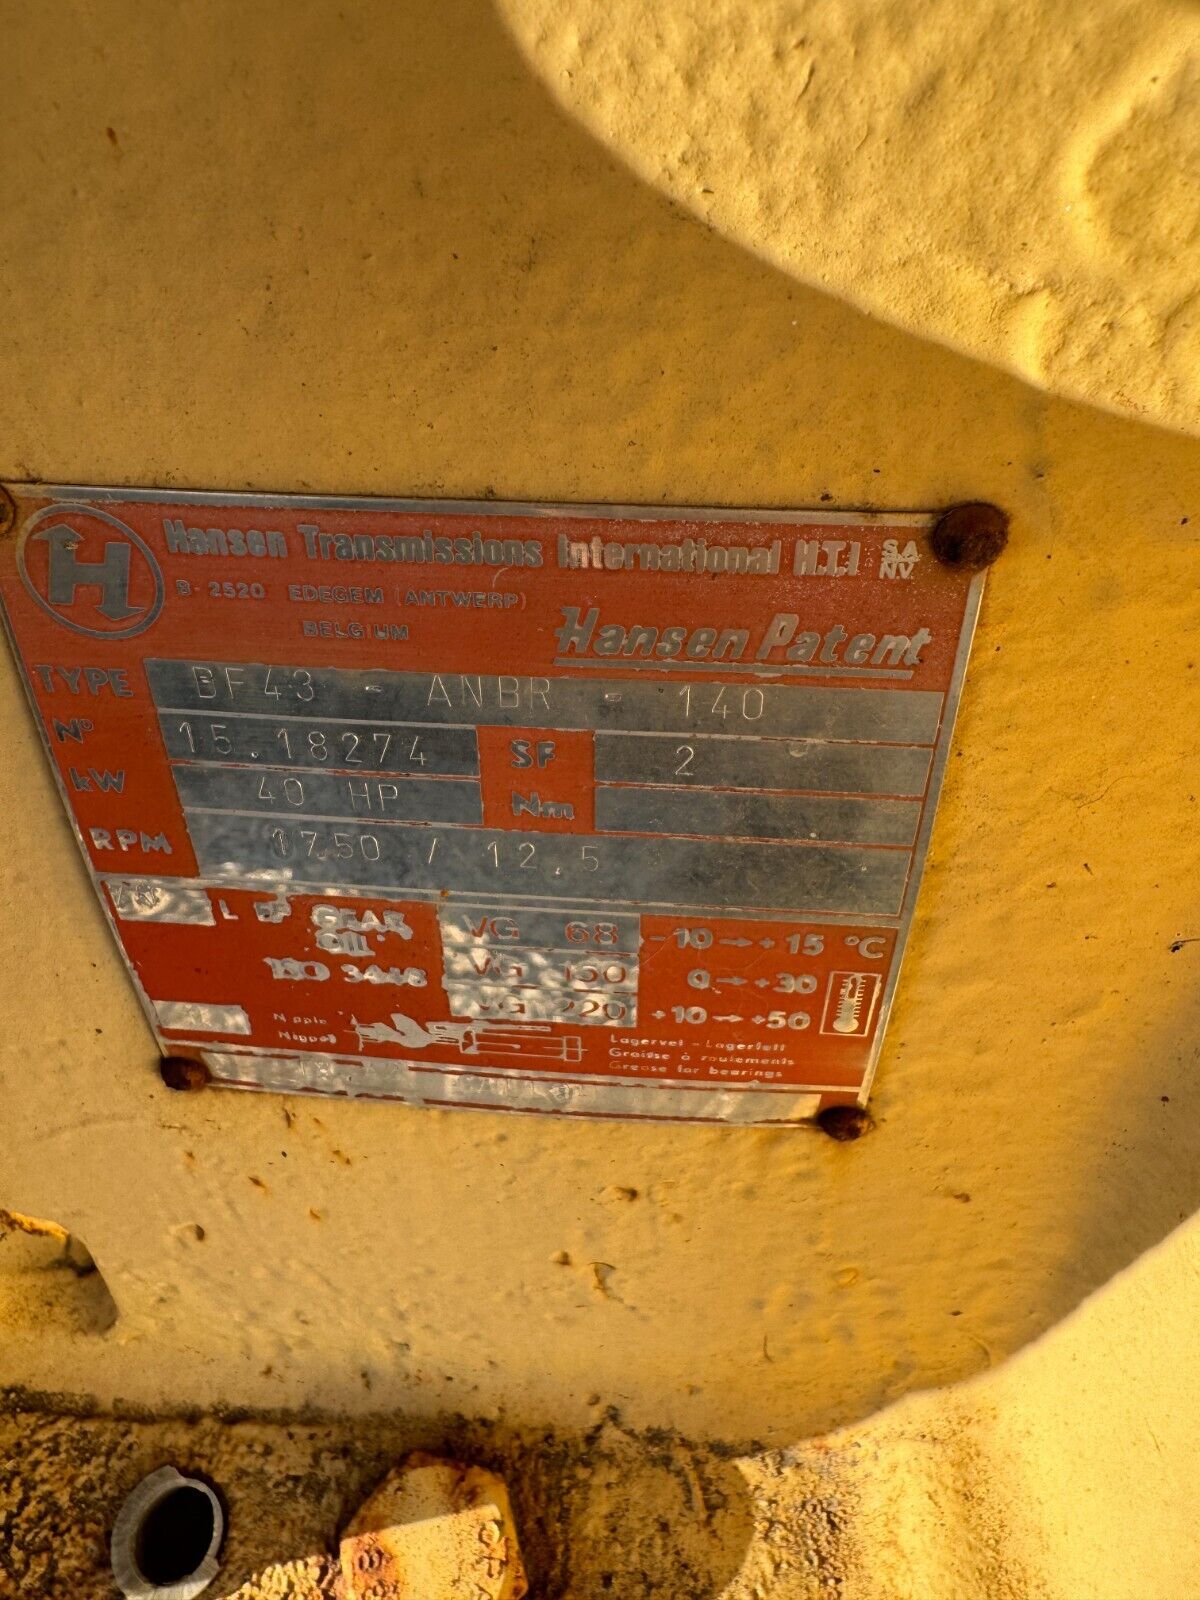 H
Hansen Transmissions International H.T.I SA NV
B-2520 EDEGEM (ANTWERP)
BELGIUM
Hansen Patent
TYPE BF43 - ANBR - 140
N° 15.18274 SF 2
kW 40 HP Nm
RPM 1750 / 12.5
L EP GEAR OIL
ISO 3448
VG 68 -10→+15 °C
VG 150 0→+30
VG 220 +10→+50
Nipple
Nippel
Lagervet - Lagerfett
Graisse à roulements
Grease for bearings